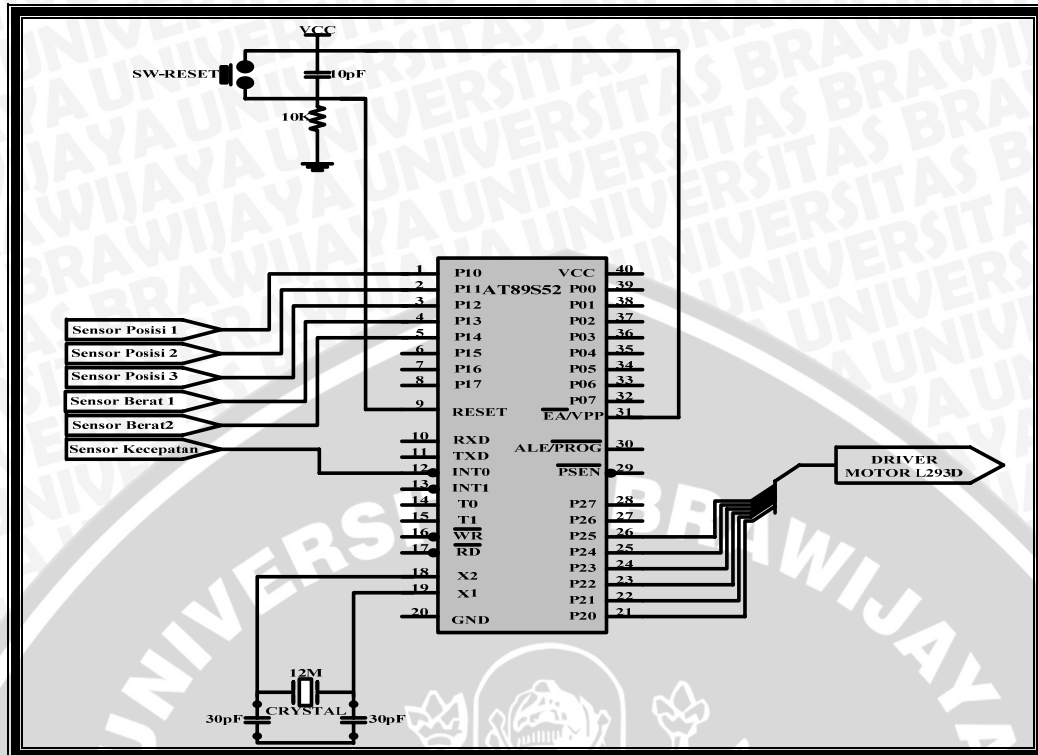 VCC
SW-RESET
10pF
10K
1 P10 VCC 40
2 P11 AT89S52 P00 39
3 P12 P01 38
4 P13 P02 37
5 P14 P03 36
6 P15 P04 35
7 P16 P05 34
8 P17 P06 33
P07 32
9 RESET EA/VPP 31
10 RXD ALE/PROG 30
11 TXD
12 INT0 PSEN 29
13 INT1
14 T0 P27 28
15 T1 P26 27
16 WR P25 26
17 RD P24 25
P23 24
18 X2 P22 23
19 X1 P21 22
20 GND P20 21
Sensor Posisi 1
Sensor Posisi 2
Sensor Posisi 3
Sensor Berat 1
Sensor Berat2
Sensor Kecepatan
DRIVER
MOTOR L293D
12M
CRYSTAL
30pF
30pF
UNIVERSITAS BRAWIJAYA